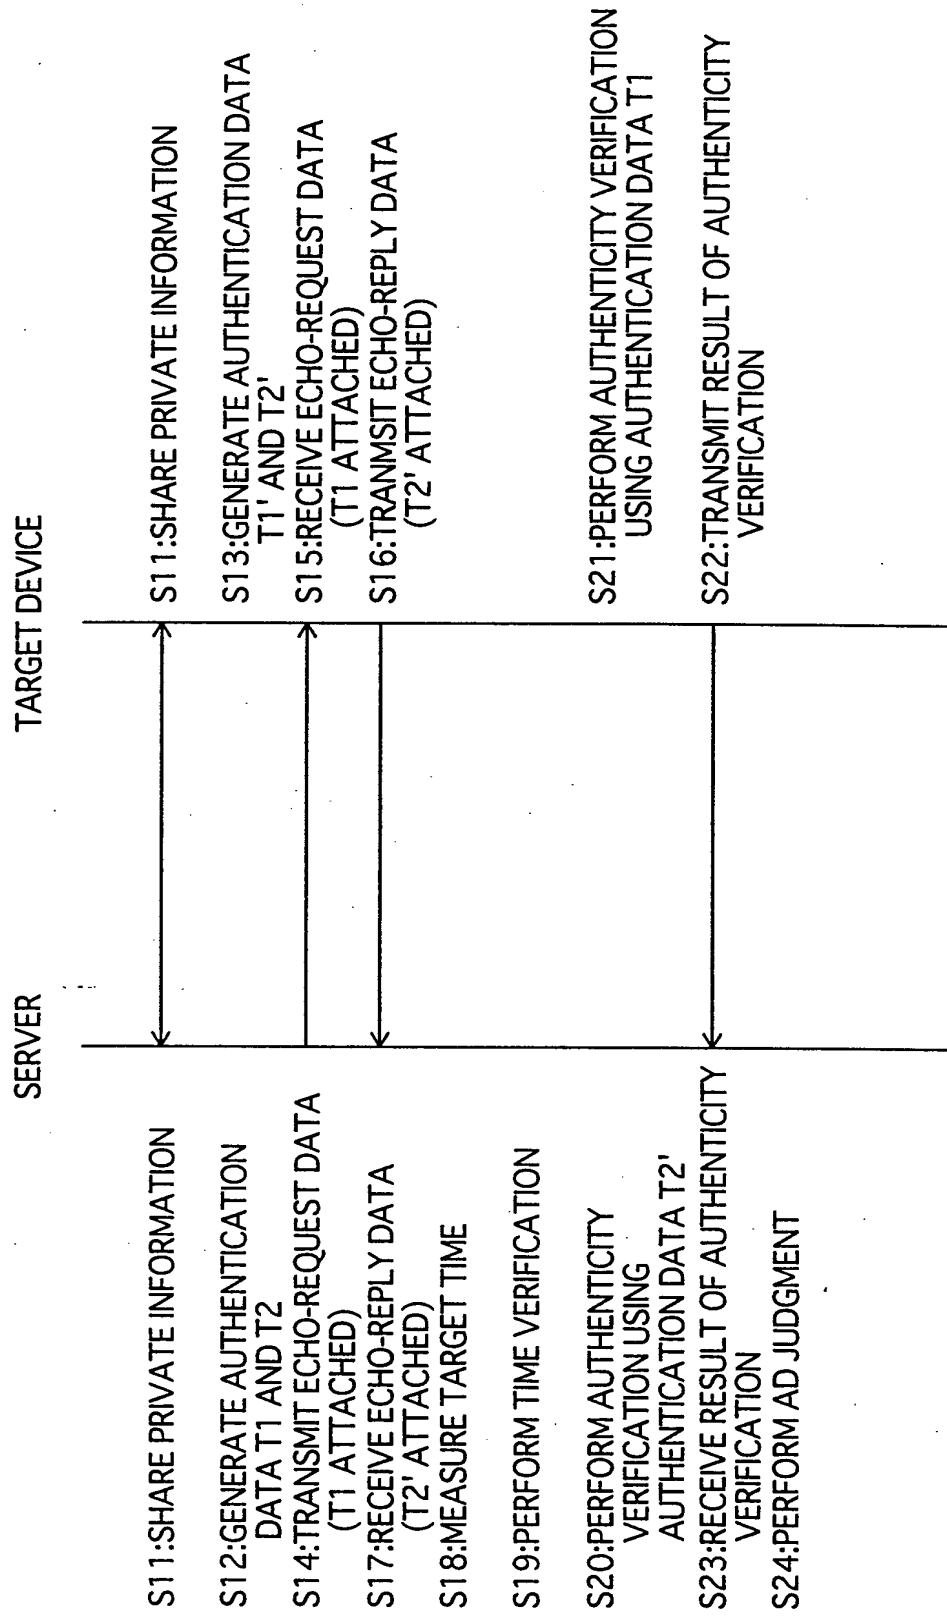 SERVER
TARGET DEVICE
S11:SHARE PRIVATE INFORMATION
S12:GENERATE AUTHENTICATION
DATA T1 AND T2
S14:TRANSMIT ECHO-REQUEST DATA
(T1 ATTACHED)
S17:RECEIVE ECHO-REPLY DATA
(T2' ATTACHED)
S18:MEASURE TARGET TIME
S19:PERFORM TIME VERIFICATION
S20:PERFORM AUTHENTICITY
VERIFICATION USING
AUTHENTICATION DATA T2'
S23:RECEIVE RESULT OF AUTHENTICITY
VERIFICATION
S24:PERFORM AD JUDGMENT
S11:SHARE PRIVATE INFORMATION
S13:GENERATE AUTHENTICATION DATA
T1' AND T2'
S15:RECEIVE ECHO-REQUEST DATA
(T1 ATTACHED)
S16:TRANMSIT ECHO-REPLY DATA
(T2' ATTACHED)
S21:PERFORM AUTHENTICITY VERIFICATION
USING AUTHENTICATION DATA T1
S22:TRANSMIT RESULT OF AUTHENTICITY
VERIFICATION